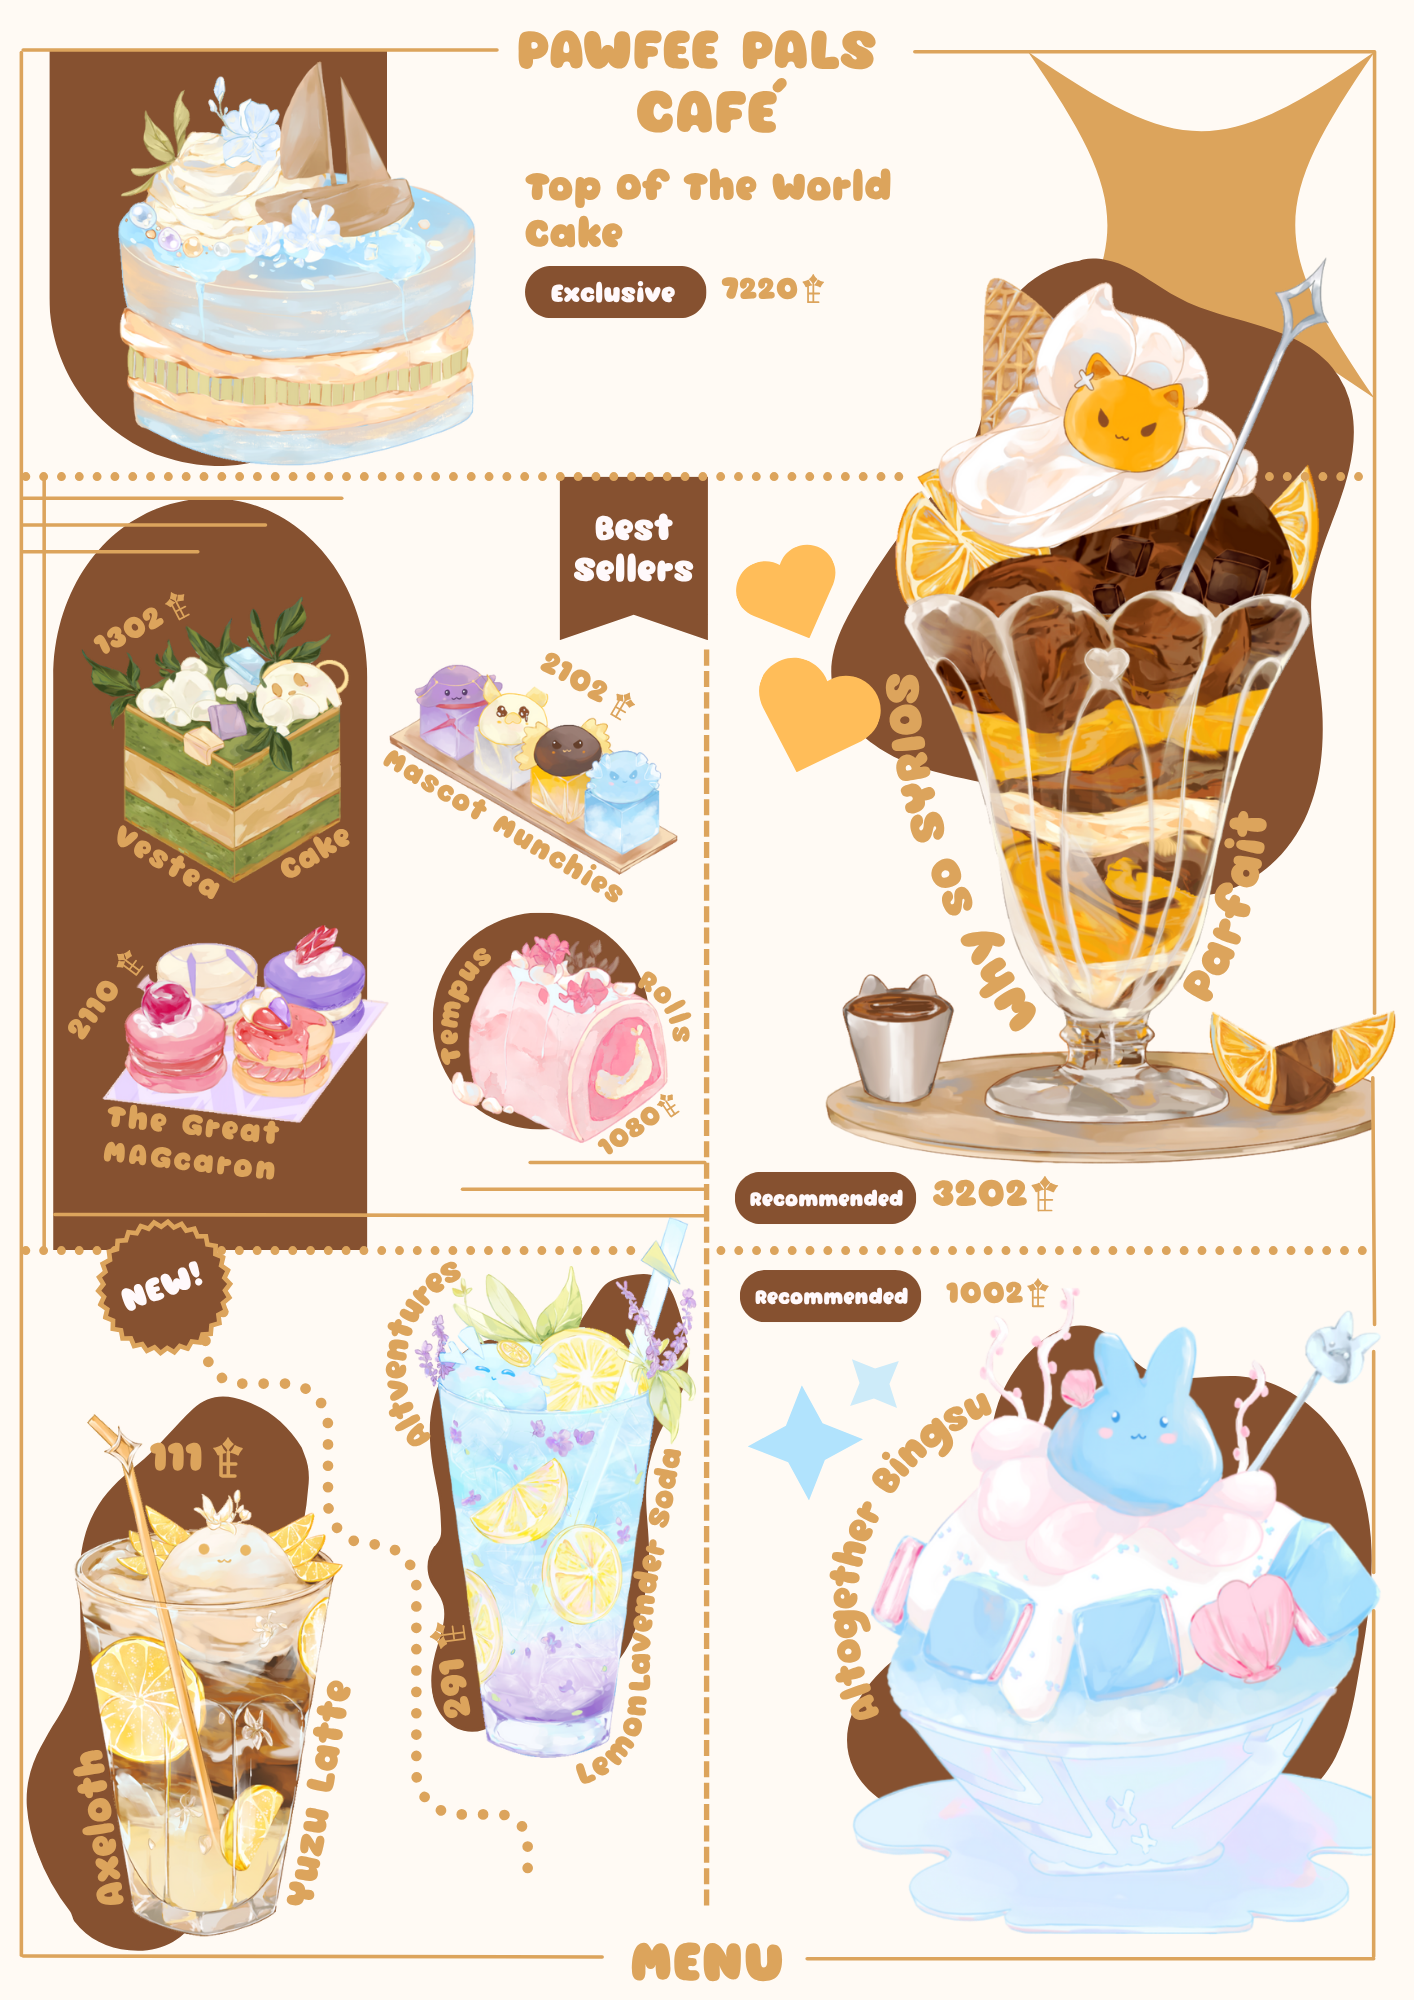 PAWFEE PALS
CAFÉ
Top Of The World
Cake
Exclusive
7220
Best
Sellers
1302
Vestea Cake
2102
Mascot Munchies
2110
The Great
MAGcaron
Tempus Rolls
1080
Why So Syrios Parfait
Recommended
3202
NEW!
111
Axeloth Yuzu Latte
Altventures
Lemon Lavender Soda
291
Recommended
1002
Altogether Bingsu
MENU